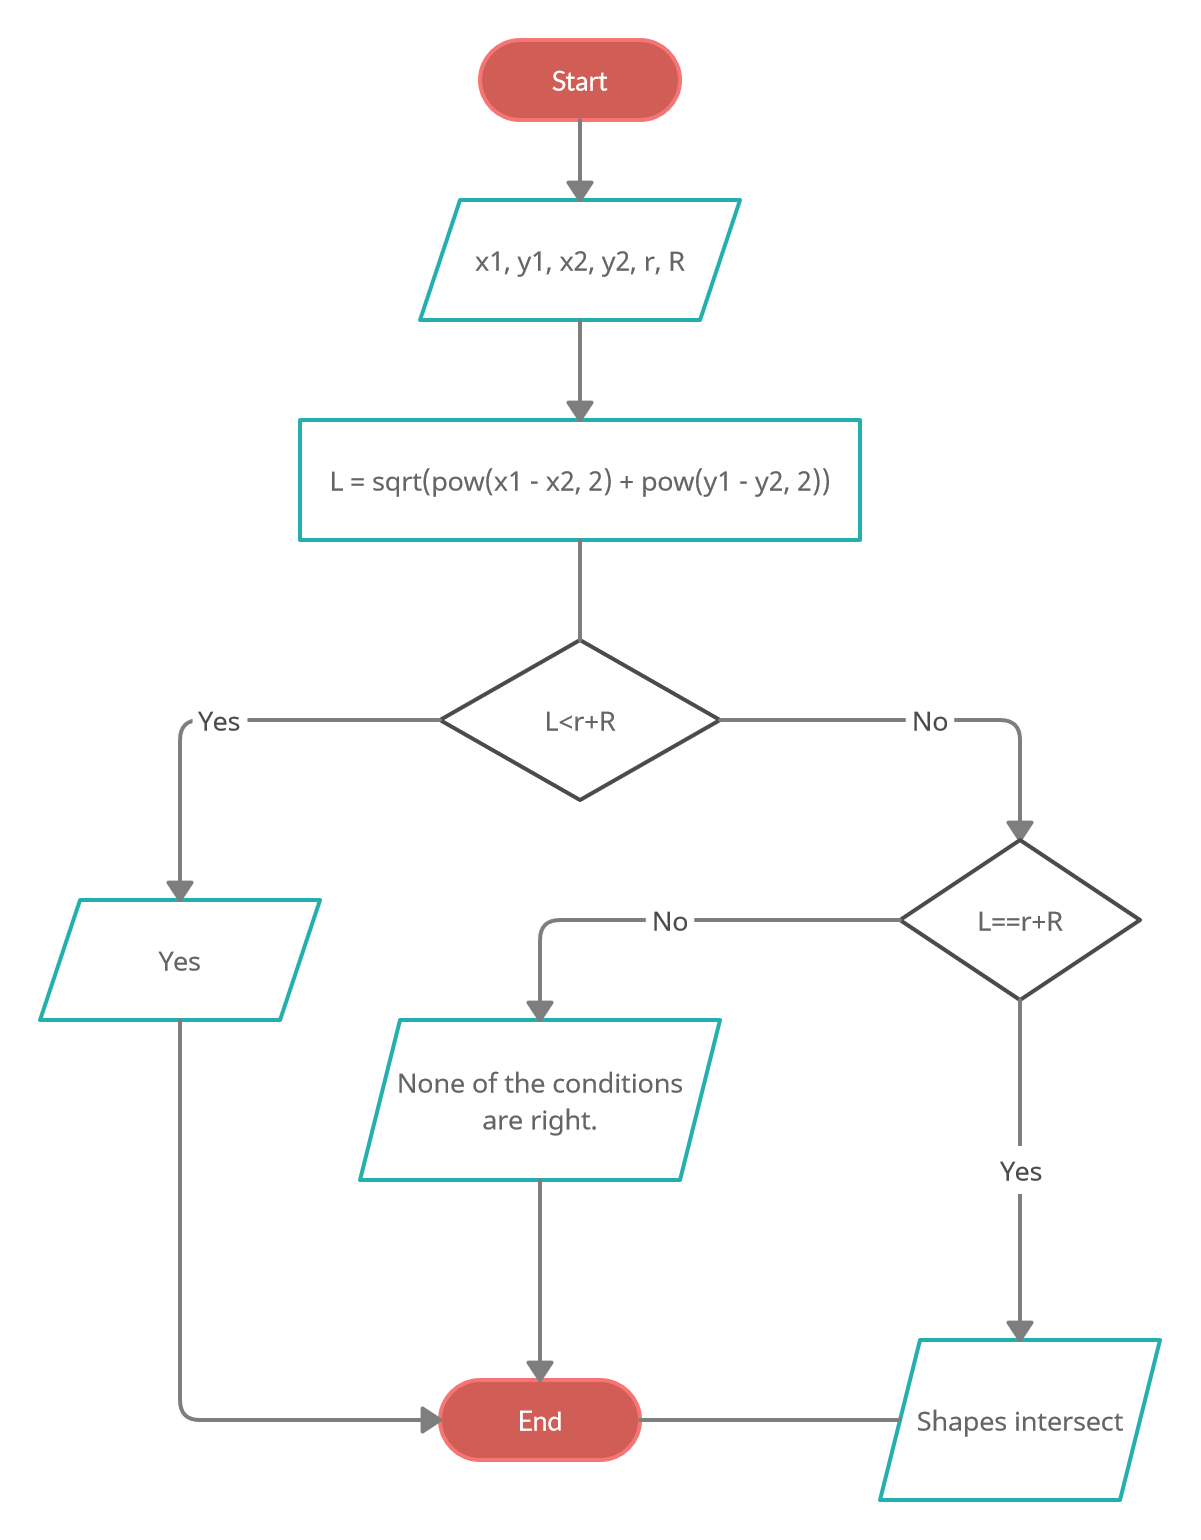 Start
x1, y1, x2, y2, r, R
L = sqrt(pow(x1 - x2, 2) + pow(y1 - y2, 2))
L<r+R
Yes
No
L==r+R
No
Yes
None of the conditions
are right.
Yes
Shapes intersect
End